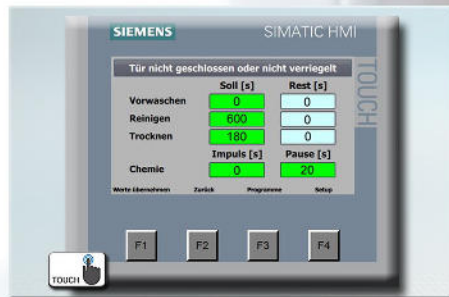 SIEMENS SIMATIC HMI
TOUCH
Tür nicht geschlossen oder nicht verriegelt
Soll [s] Rest [s]
Vorwaschen 0 0
Reinigen 600 0
Trocknen 180 0
Impuls [s] Pause [s]
Chemie 0 20
Werte übernehmen Zurück Programme Setup
F1 F2 F3 F4
TOUCH